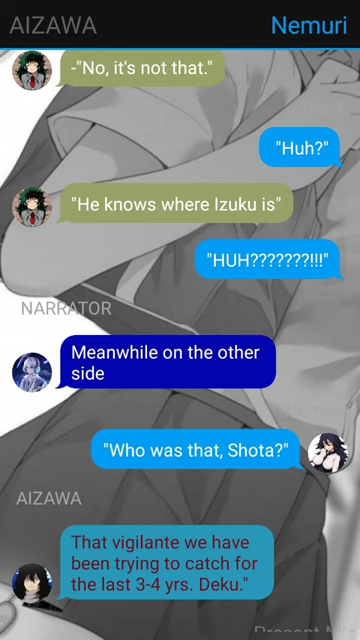 AIZAWA
Nemuri
-"No, it's not that."
"Huh?"
"He knows where Izuku is"
"HUH???????!!!"
NARRATOR
Meanwhile on the other
side
Nemuri
"Who was that, Shota?"
AIZAWA
That vigilante we have
been trying to catch for
the last 3-4 yrs. Deku."